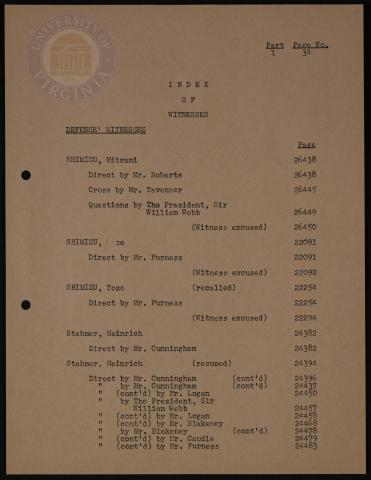 UNIVERSITY OF VIRGINIA
Part Page No.
1 34
INDEX
OF
WITNESSES
DEFENSE' WITNESSES
Page
SHIMIZU, Mitsumi 26438
Direct by Mr. Roberts 26438
Cross by Mr. Tavenner 26445
Questions by The President, Sir
William Webb 26449
(Witness excused) 26450
SHIMIZU, zo 22091
Direct by Mr. Furness 22091
(Witness excused) 22092
SHIMIZU, Tozo (recalled) 22254
Direct by Mr. Furness 22254
(Witness excused) 22294
Stahmer, Heinrich 24382
Direct by Mr. Cunningham 24382
Stahmer, Heinrich (resumed) 24394
Direct by Mr. Cunningham (cont'd) 24396
" by Mr. Cunningham (cont'd) 24437
" (cont'd) by Mr. Logan 24450
" by The President, Sir
William Webb 24457
" (cont'd) by Mr. Logan 24458
" (cont'd) by Mr. Blakeney 24468
" by Mr. Blakeney (cont'd) 24478
" (cont'd) by Mr. Caudle 24479
" (cont'd) by Mr. Furness 24483